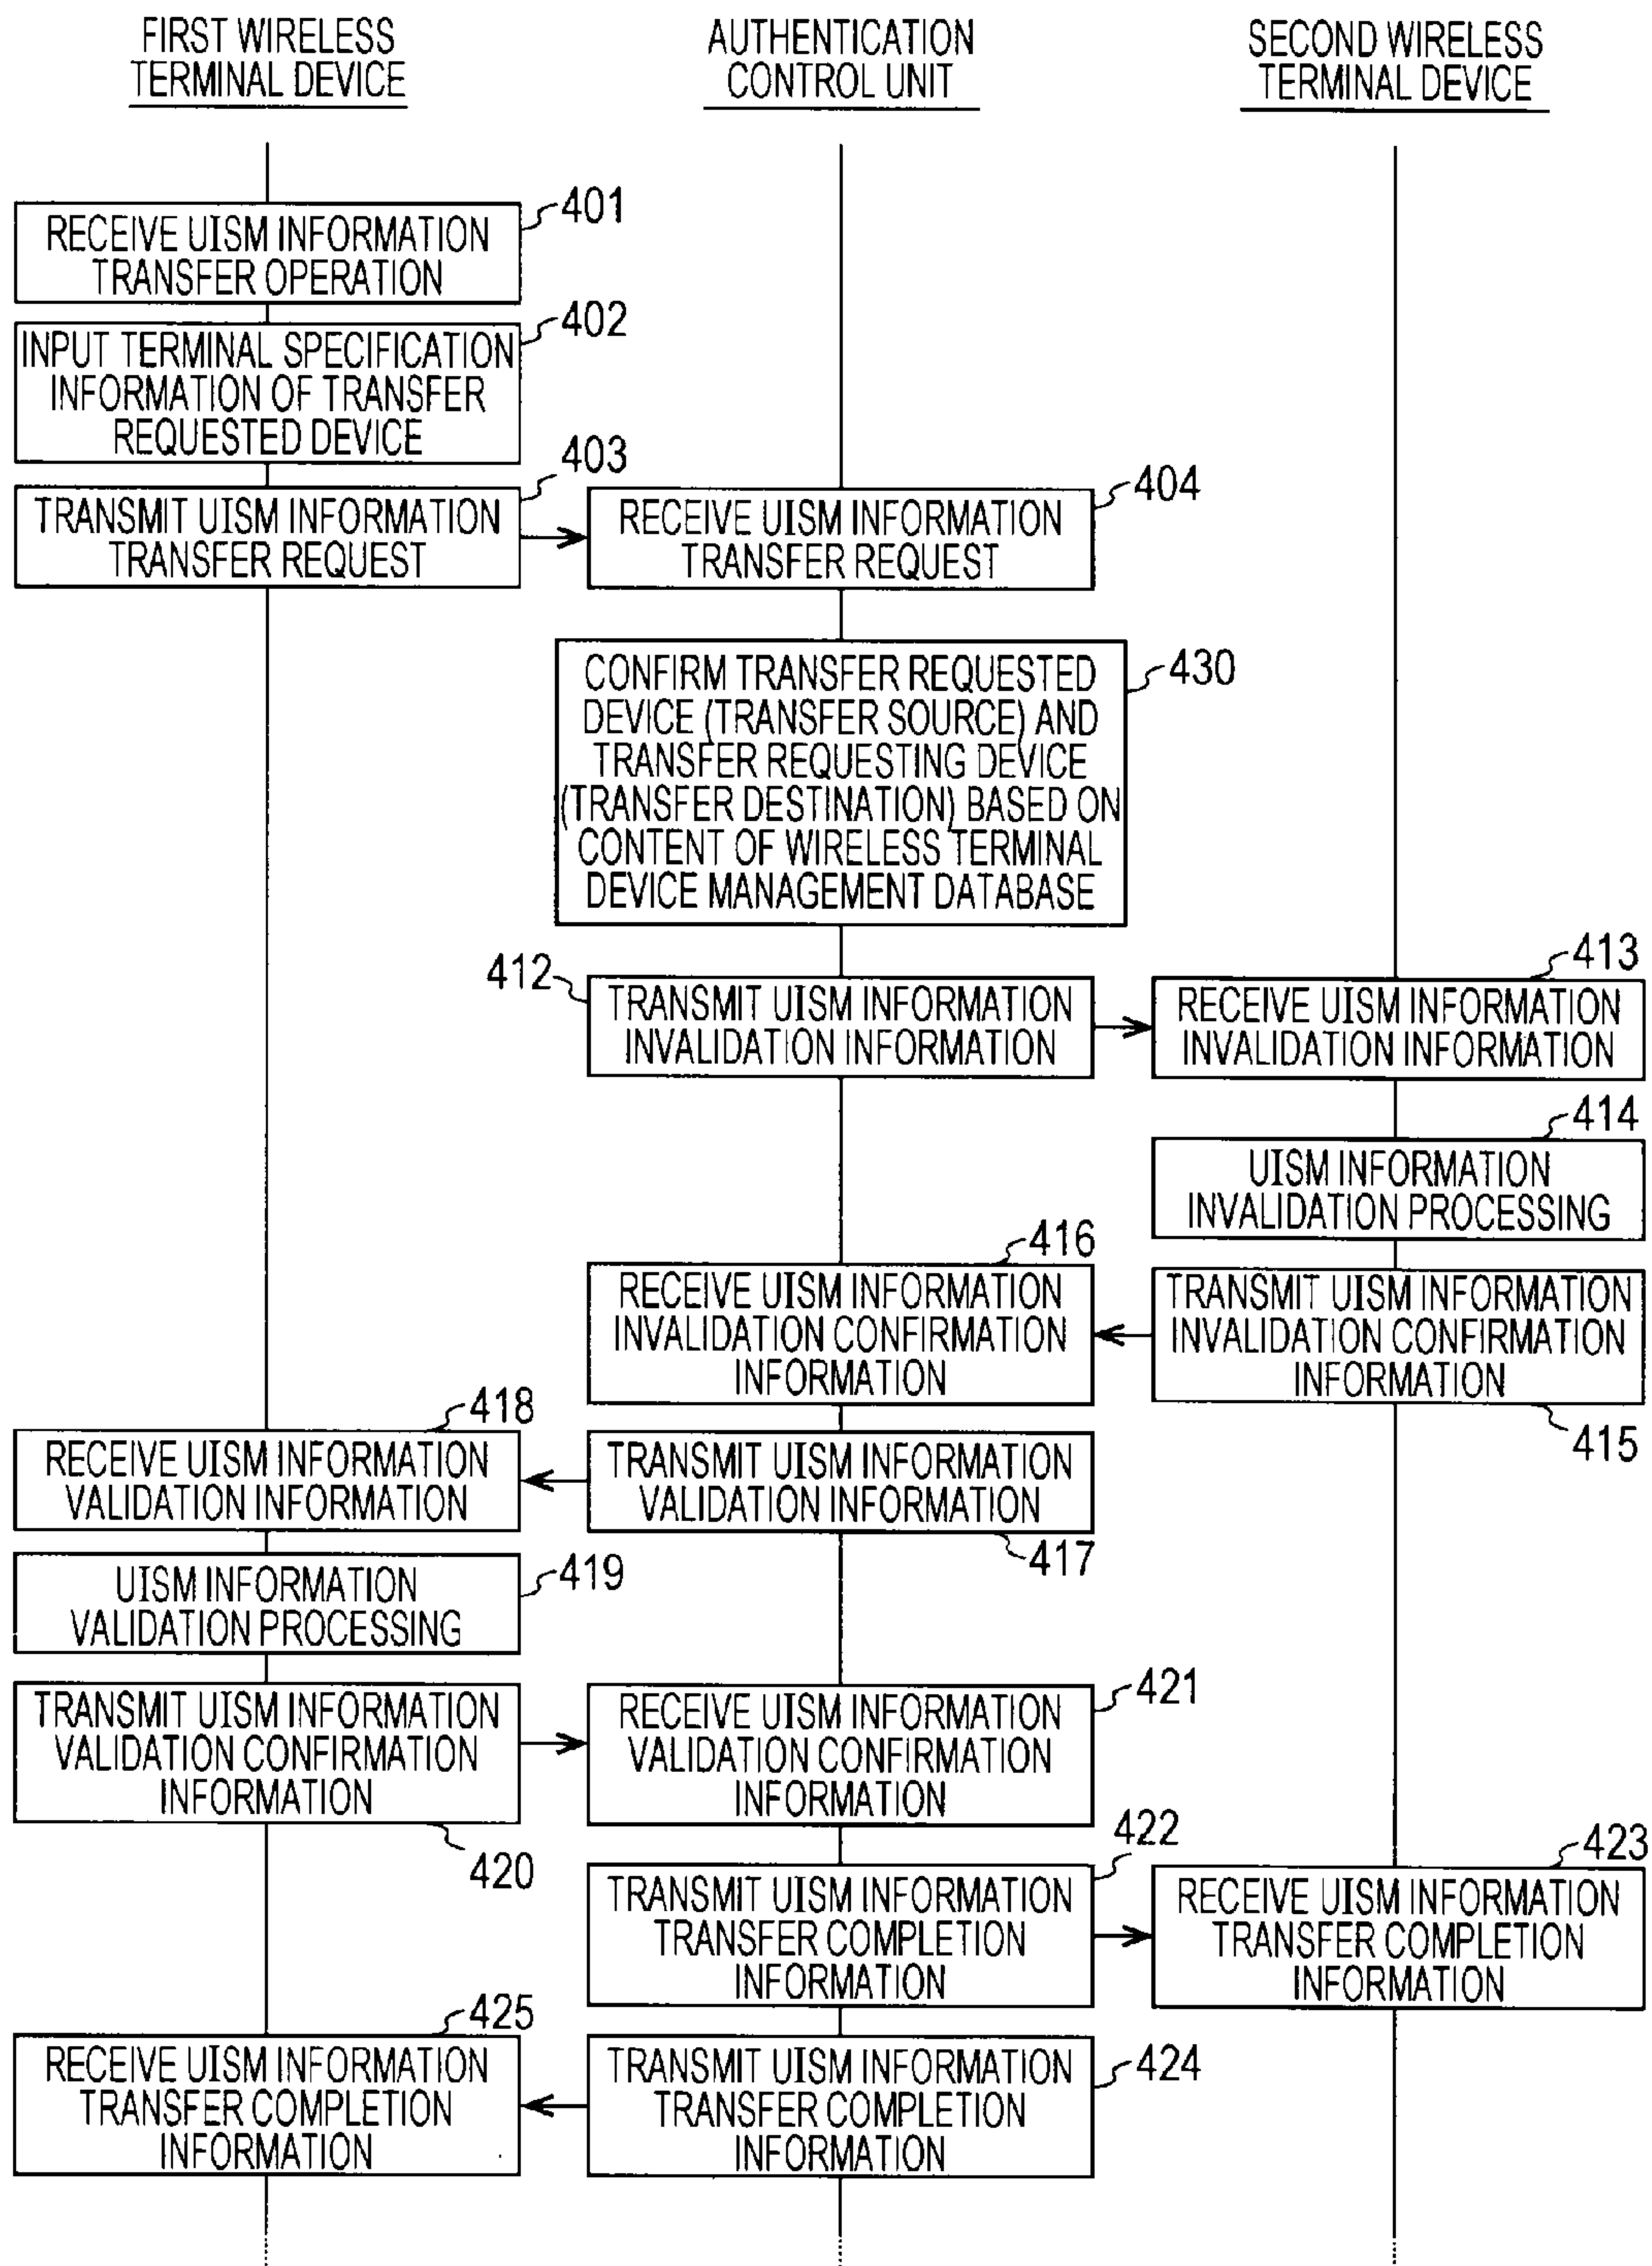 FIRST WIRELESS
TERMINAL DEVICE
AUTHENTICATION
CONTROL UNIT
SECOND WIRELESS
TERMINAL DEVICE
401
RECEIVE UISM INFORMATION
TRANSFER OPERATION
402
INPUT TERMINAL SPECIFICATION
INFORMATION OF TRANSFER
REQUESTED DEVICE
403
TRANSMIT UISM INFORMATION
TRANSFER REQUEST
404
RECEIVE UISM INFORMATION
TRANSFER REQUEST
430
CONFIRM TRANSFER REQUESTED
DEVICE (TRANSFER SOURCE) AND
TRANSFER REQUESTING DEVICE
(TRANSFER DESTINATION) BASED ON
CONTENT OF WIRELESS TERMINAL
DEVICE MANAGEMENT DATABASE
412
TRANSMIT UISM INFORMATION
INVALIDATION INFORMATION
413
RECEIVE UISM INFORMATION
INVALIDATION INFORMATION
414
UISM INFORMATION
INVALIDATION PROCESSING
416
RECEIVE UISM INFORMATION
INVALIDATION CONFIRMATION
INFORMATION
TRANSMIT UISM INFORMATION
INVALIDATION CONFIRMATION
INFORMATION
415
418
RECEIVE UISM INFORMATION
VALIDATION INFORMATION
TRANSMIT UISM INFORMATION
VALIDATION INFORMATION
417
UISM INFORMATION
VALIDATION PROCESSING
419
TRANSMIT UISM INFORMATION
VALIDATION CONFIRMATION
INFORMATION
420
421
RECEIVE UISM INFORMATION
VALIDATION CONFIRMATION
INFORMATION
422
TRANSMIT UISM INFORMATION
TRANSFER COMPLETION
INFORMATION
423
RECEIVE UISM INFORMATION
TRANSFER COMPLETION
INFORMATION
425
RECEIVE UISM INFORMATION
TRANSFER COMPLETION
INFORMATION
424
TRANSMIT UISM INFORMATION
TRANSFER COMPLETION
INFORMATION